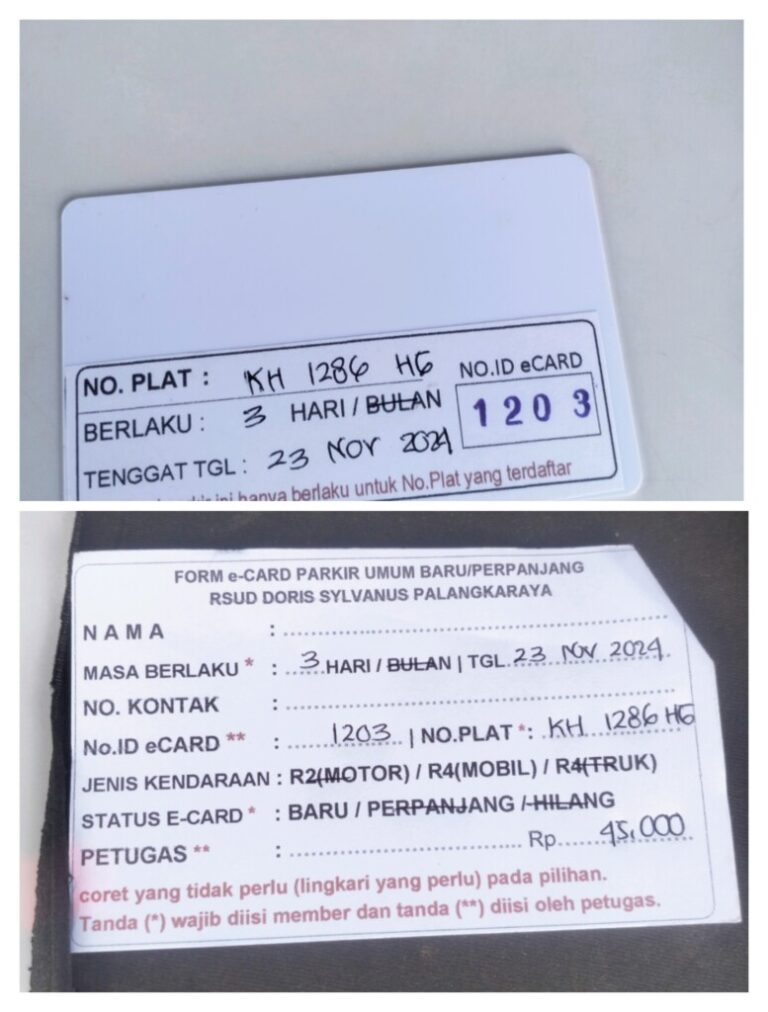 NO. PLAT : KH 1286 HG
NO.ID eCARD
BERLAKU : 3 HARI / BULAN
1203
TENGGAT TGL : 23 NOV 2024
ini hanya berlaku untuk No.Plat yang terdaftar
FORM e-CARD PARKIR UMUM BARU/PERPANJANG
RSUD DORIS SYLVANUS PALANGKARAYA
NAMA :
MASA BERLAKU * : 3 HARI / BULAN | TGL 23 NOV 2024
NO. KONTAK :
No.ID eCARD ** : 1203 | NO.PLAT *: KH 1286 HG
JENIS KENDARAAN : R2(MOTOR) / R4(MOBIL) / R4(TRUK)
STATUS E-CARD * : BARU / PERPANJANG / HILANG
PETUGAS ** : Rp 45.000
coret yang tidak perlu (lingkari yang perlu) pada pilihan.
Tanda (*) wajib diisi member dan tanda (**) diisi oleh petugas.